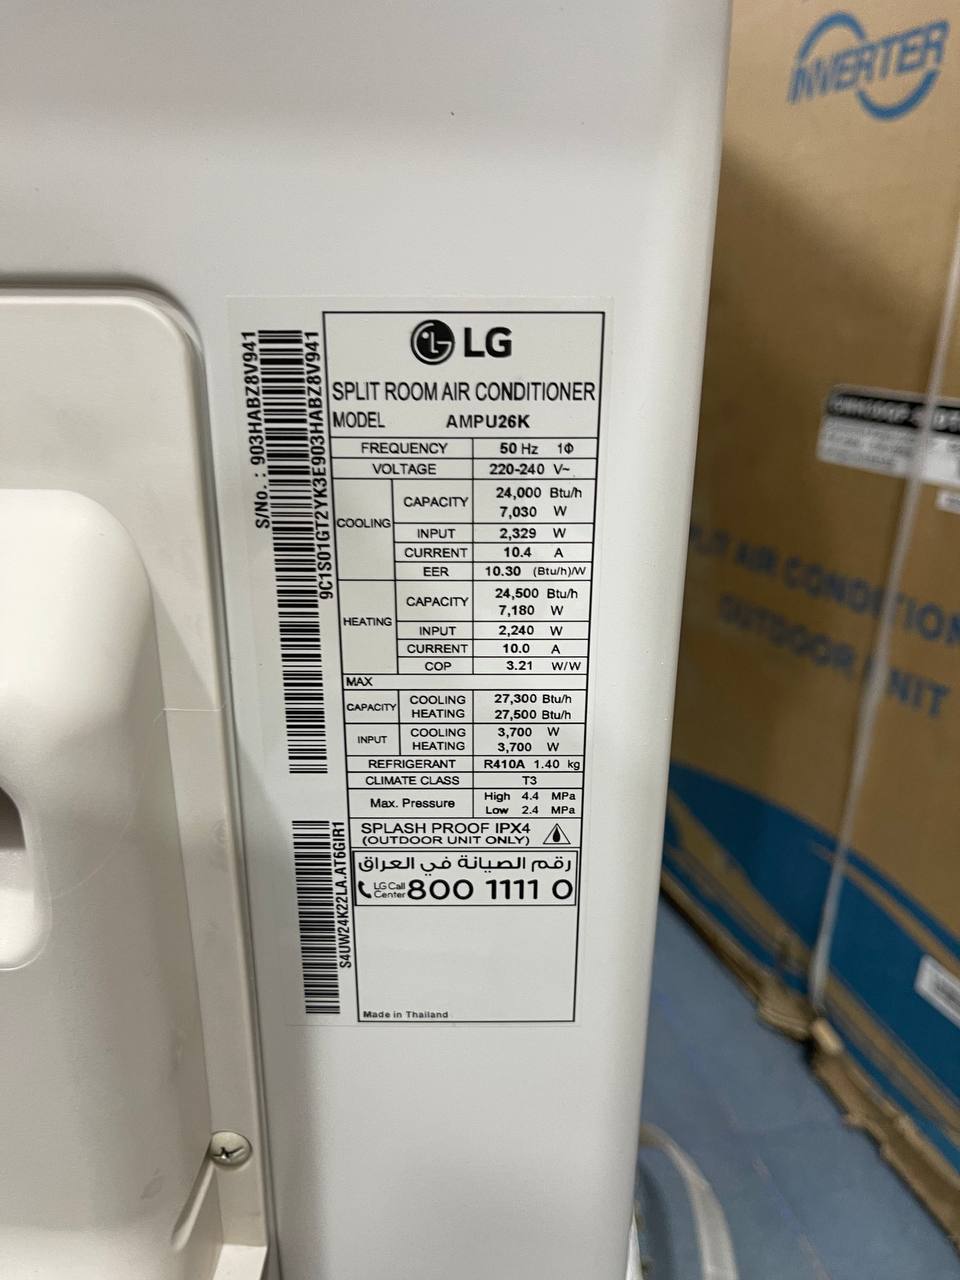 INVERTER
LG
SPLIT ROOM AIR CONDITIONER
MODEL AMPU26K
FREQUENCY 50 Hz 1Φ
VOLTAGE 220-240 V~
COOLING
CAPACITY 24,000 Btu/h
7,030 W
INPUT 2,329 W
CURRENT 10.4 A
EER 10.30 (Btu/h)/W
HEATING
CAPACITY 24,500 Btu/h
7,180 W
INPUT 2,240 W
CURRENT 10.0 A
COP 3.21 W/W
MAX
CAPACITY
COOLING 27,300 Btu/h
HEATING 27,500 Btu/h
INPUT
COOLING 3,700 W
HEATING 3,700 W
REFRIGERANT R410A 1.40 kg
CLIMATE CLASS T3
Max. Pressure
High 4.4 MPa
Low 2.4 MPa
SPLASH PROOF IPX4
(OUTDOOR UNIT ONLY)
رقم الصيانة في العراق
LG Call
Center
800 1111 0
Made in Thailand
S/No. : 903HABZ8V941
9C1S01GT2YK3E903HABZ8V941
S4UW24K22LA.AT6GIR1
SPLIT AIR CONDITION
OUTDOOR UNIT